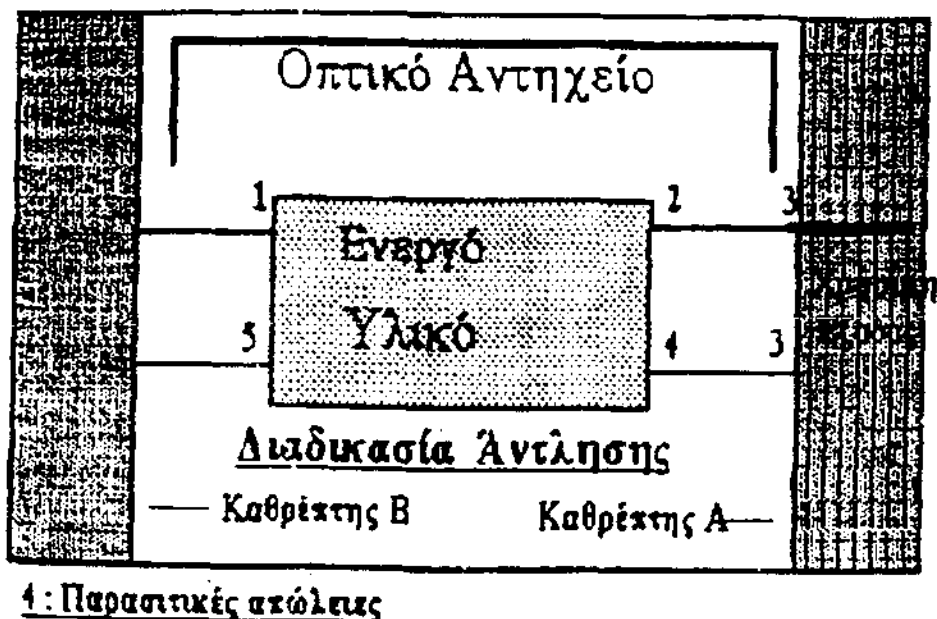 Οπτικό Αντηχείο
1 2 3
Ενεργό
Υλικό
5 4 3
Διαδικασία Άντλησης
Καθρέπτης Β Καθρέπτης Α
4 : Παρασιτικές απώλειες